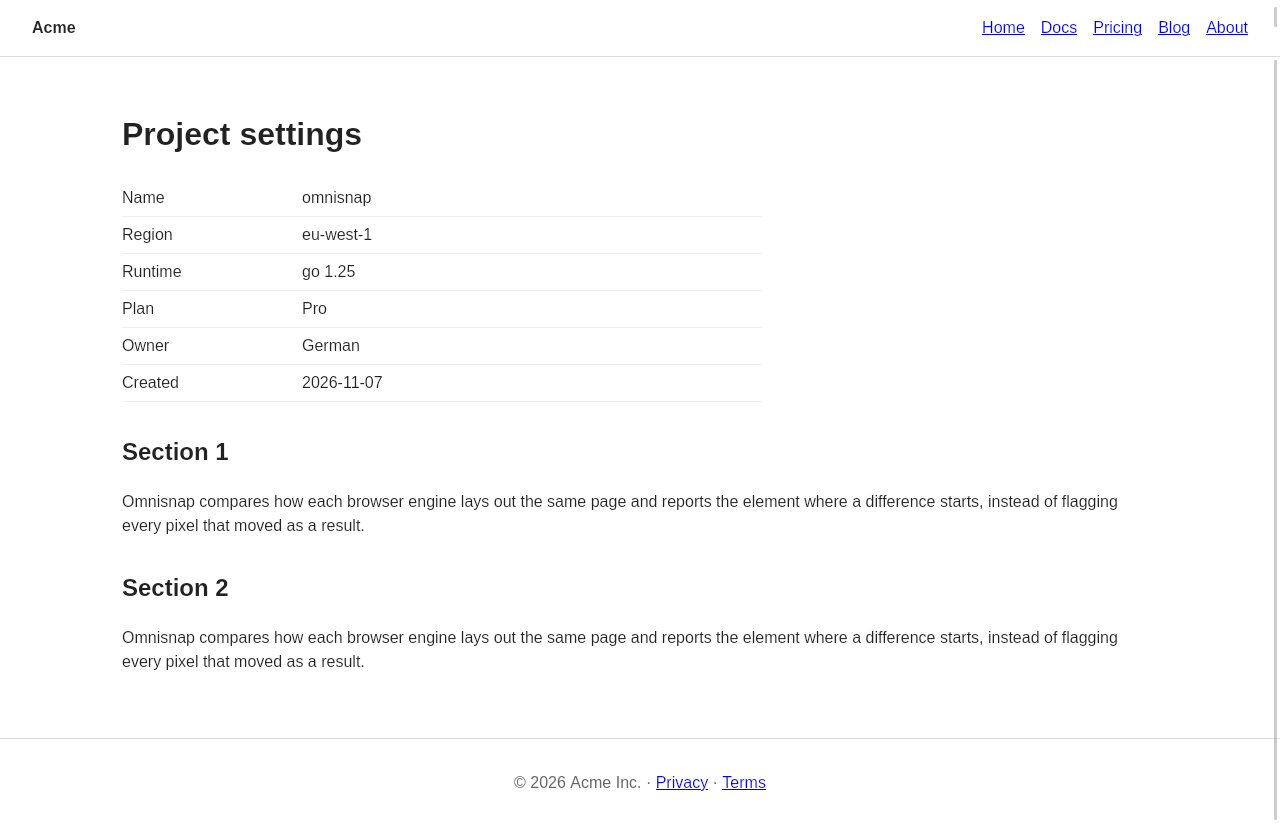 Acme
Home Docs Pricing Blog About
Project settings
Name omnisnap
Region eu-west-1
Runtime go 1.25
Plan Pro
Owner German
Created 2026-11-07
Section 1
Omnisnap compares how each browser engine lays out the same page and reports the element where a difference starts, instead of flagging
every pixel that moved as a result.
Section 2
Omnisnap compares how each browser engine lays out the same page and reports the element where a difference starts, instead of flagging
every pixel that moved as a result.
© 2026 Acme Inc. · Privacy · Terms